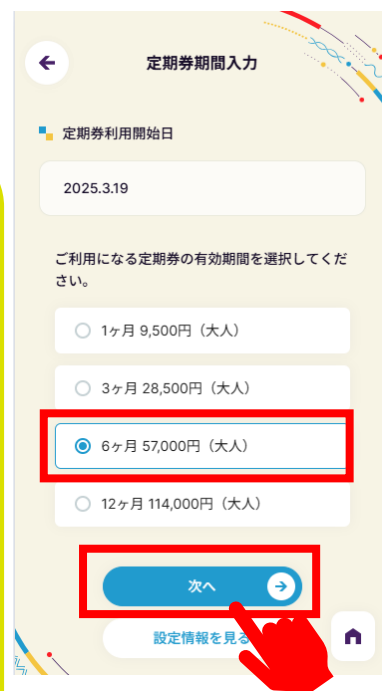 定期券期間入力
定期券利用開始日
2025.3.19
ご利用になる定期券の有効期間を選択してくだ
さい。
1ヶ月 9,500円（大人）
3ヶ月 28,500円（大人）
6ヶ月 57,000円（大人）
12ヶ月 114,000円（大人）
次へ
設定情報を見る